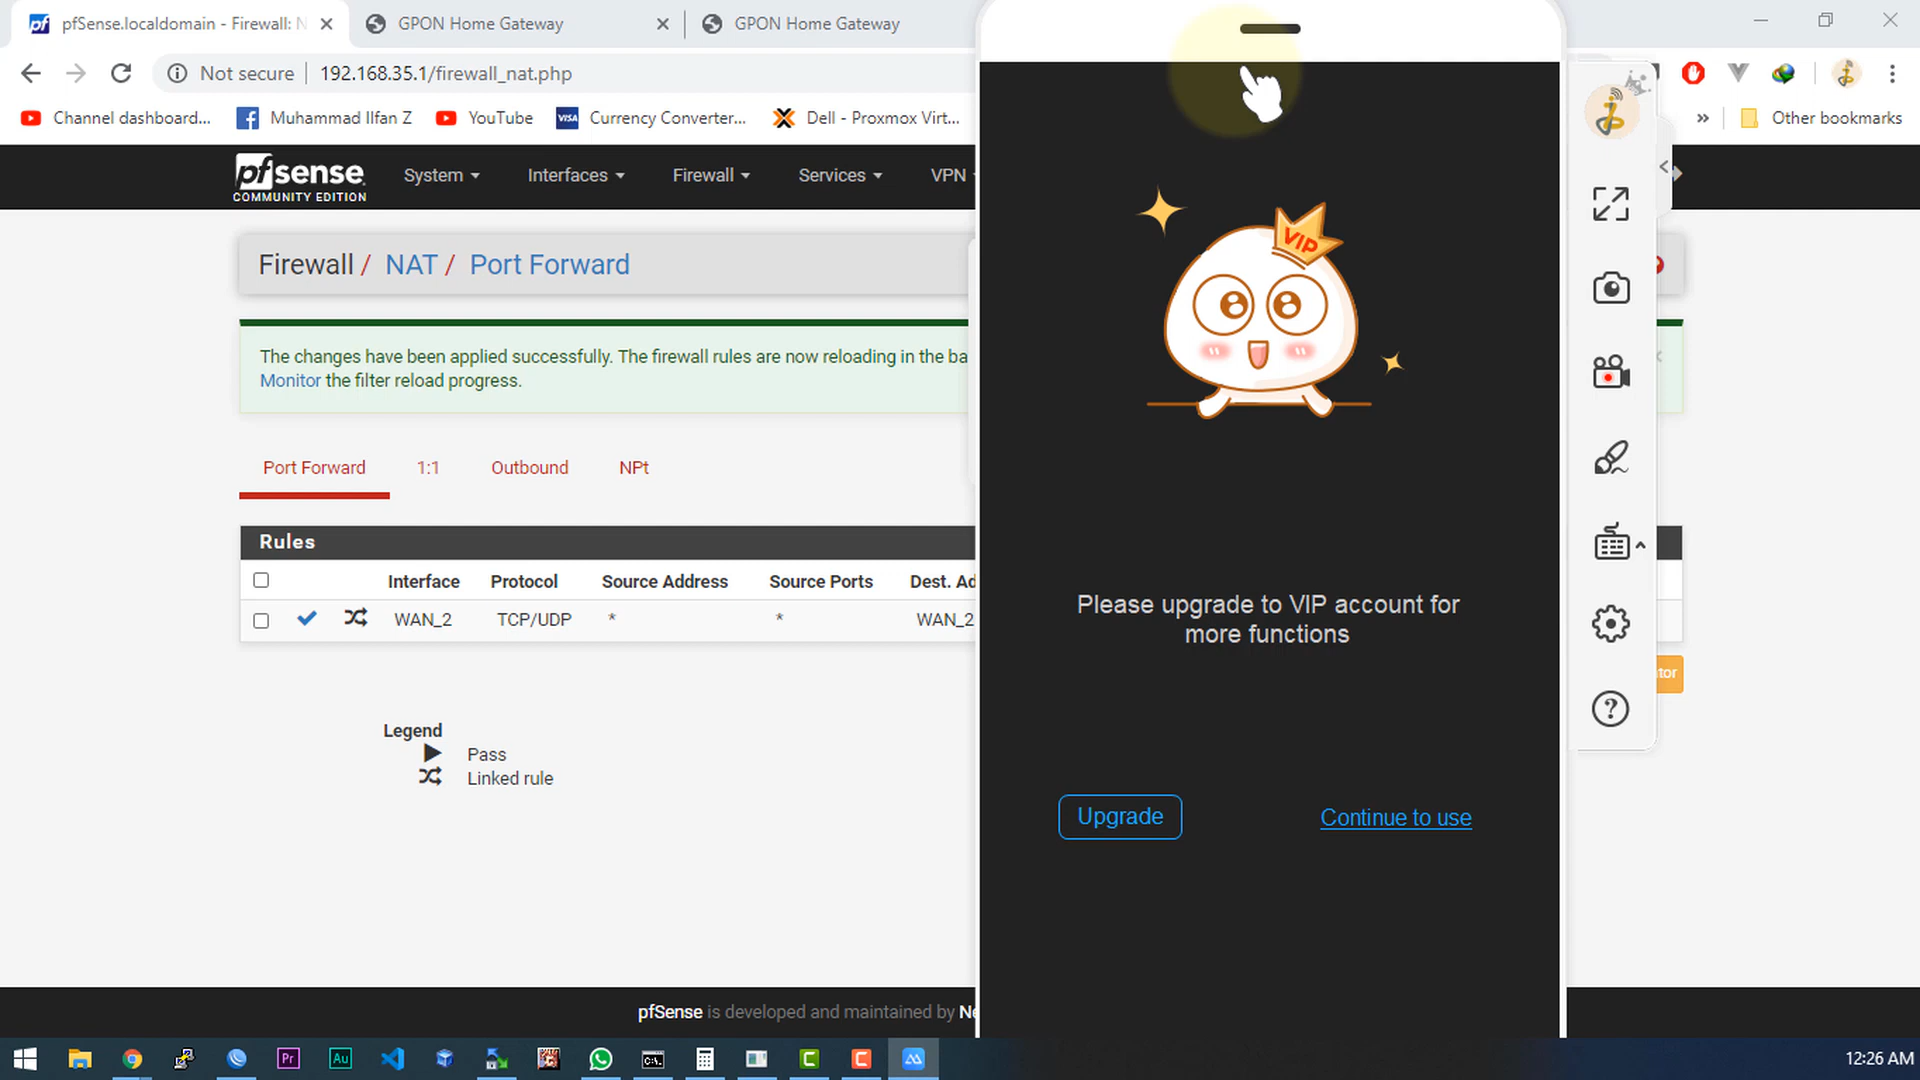 pfSense.localdomain - Firewall: N
GPON Home Gateway
GPON Home Gateway
Not secure
192.168.35.1/firewall_nat.php
Channel dashboard...
Muhammad Ilfan Z
YouTube
VISA
Currency Converter...
Dell - Proxmox Virt...
»
Other bookmarks
pfsense
COMMUNITY EDITION
System
Interfaces
Firewall
Services
VPN
Firewall / NAT / Port Forward
The changes have been applied successfully. The firewall rules are now reloading in the ba
Monitor the filter reload progress.
Port Forward
1:1
Outbound
NPt
Rules
Interface Protocol Source Address Source Ports Dest. Ad
WAN_2 TCP/UDP * * WAN_2
tor
Legend
Pass
Linked rule
VIP
Please upgrade to VIP account for
more functions
Upgrade
Continue to use
pfSense is developed and maintained by Ne
Pr
Au
C:\
12:26 AM